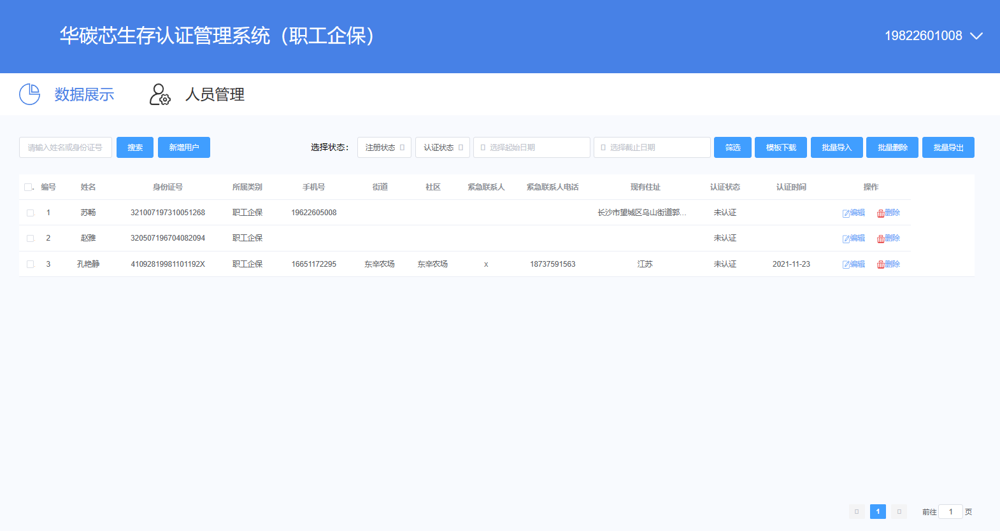 华碳芯生存认证管理系统（职工企保） 19822601008
数据展示 人员管理
请输入姓名或身份证号 搜索 新增用户 选择状态： 注册状态 认证状态 选择起始日期 选择截止日期 筛选 模板下载 批量导入 批量删除 批量导出
编号 姓名 身份证号 所属类别 手机号 街道 社区 紧急联系人 紧急联系人电话 现有住址 认证状态 认证时间 操作
1 苏畅 321007197310051268 职工企保 19622605008 长沙市望城区乌山街道郭... 未认证 编辑 删除
2 赵雅 320507196704082094 职工企保 未认证 编辑 删除
3 孔艳静 41092819981101192X 职工企保 16651172295 东辛农场 东辛农场 x 18737591563 江苏 未认证 2021-11-23 编辑 删除
1 前往 1 页